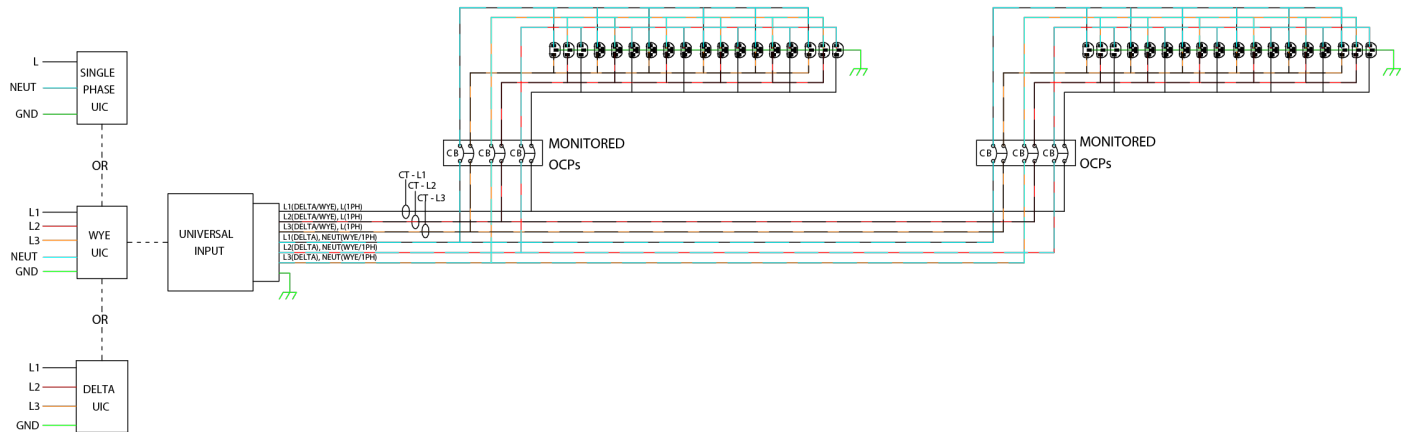 L
NEUT
GND
SINGLE
PHASE
UIC
OR
L1
L2
L3
NEUT
GND
WYE
UIC
OR
L1
L2
L3
GND
DELTA
UIC
UNIVERSAL
INPUT
CT - L1
CT - L2
CT - L3
L1(DELTA/WYE), L(1PH)
L2(DELTA/WYE), L(1PH)
L3(DELTA/WYE), L(1PH)
L1(DELTA), NEUT(WYE/1PH)
L2(DELTA), NEUT(WYE/1PH)
L3(DELTA), NEUT(WYE/1PH)
CB CB CB
MONITORED
OCPs
CB CB CB
MONITORED
OCPs